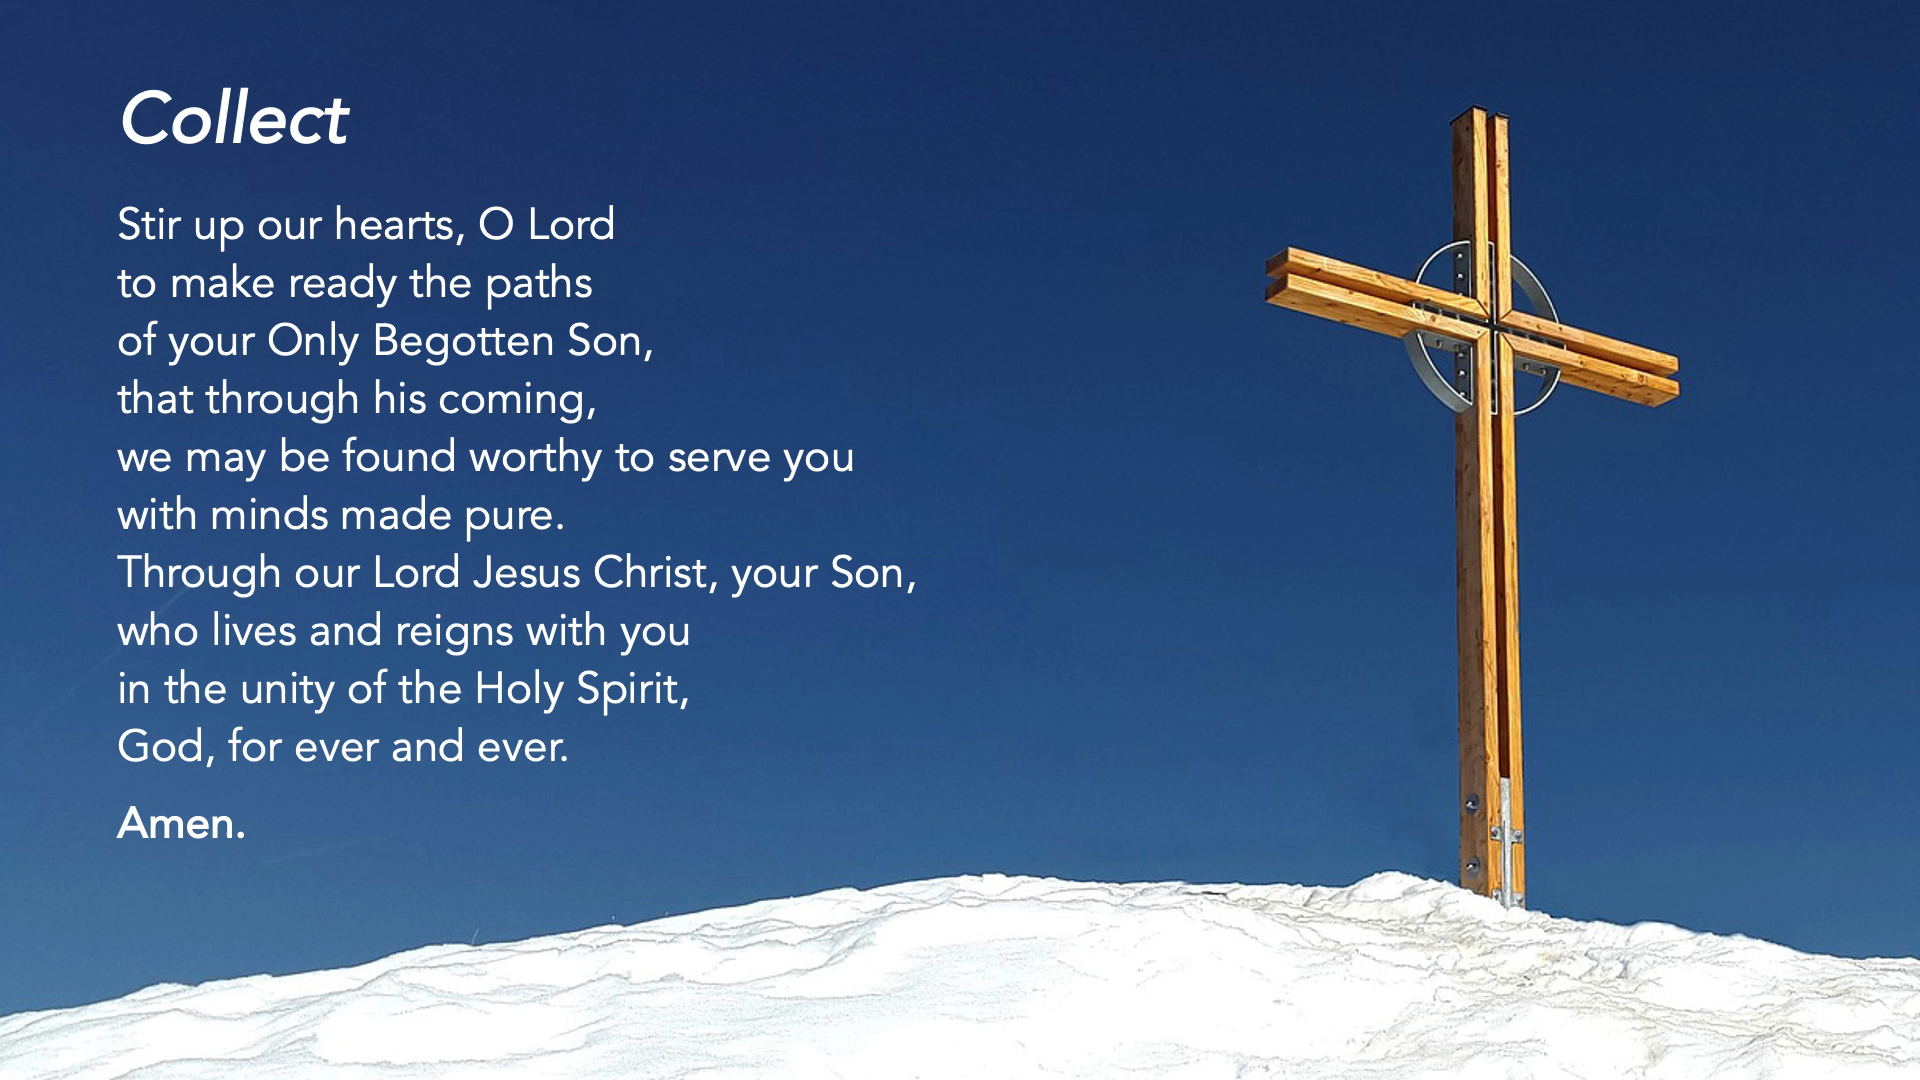 Collect
Stir up our hearts, O Lord
to make ready the paths
of your Only Begotten Son,
that through his coming,
we may be found worthy to serve you
with minds made pure.
Through our Lord Jesus Christ, your Son,
who lives and reigns with you
in the unity of the Holy Spirit,
God, for ever and ever.
Amen.